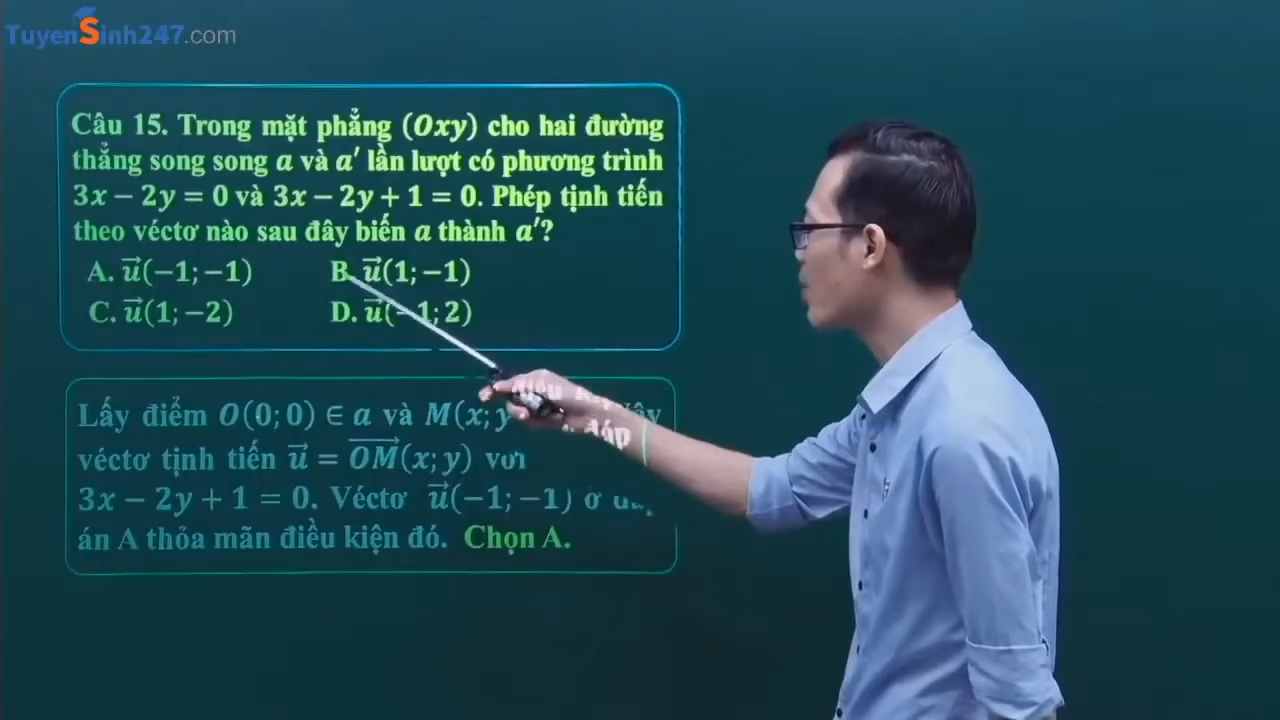 TuyenSinh247.com
Câu 15. Trong mặt phẳng (Oxy) cho hai đường
thẳng song song a và a′ lần lượt có phương trình
3x − 2y = 0 và 3x − 2y + 1 = 0. Phép tịnh tiến
theo véctơ nào sau đây biến a thành a′?
A. u⃗(−1; −1) B. u⃗(1; −1)
C. u⃗(1; −2) D. u⃗(−1; 2)
Lấy điểm O(0; 0) ∈ a và M(x; y
véctơ tịnh tiến u⃗ = OM⃗(x; y) với
3x − 2y + 1 = 0. Véctơ u⃗(−1; −1) ở
án A thỏa mãn điều kiện đó. Chọn A.